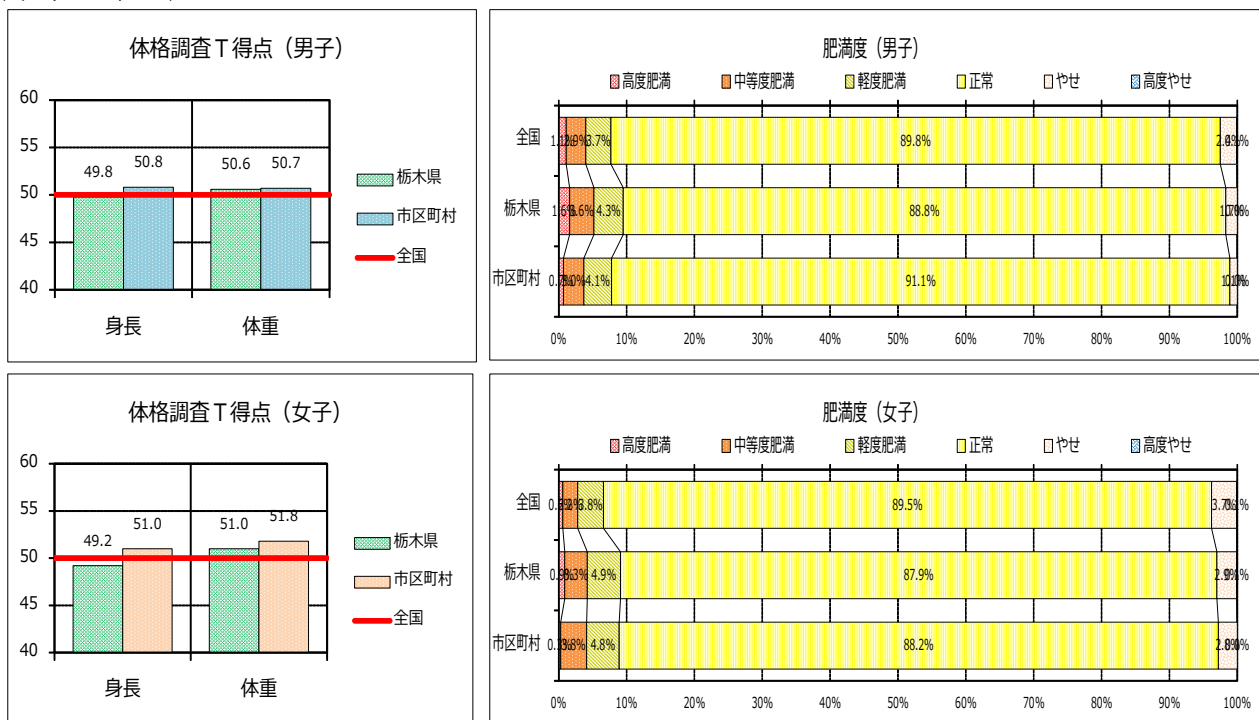 体格調査Ｔ得点（男子）
60
55
50
45
40
49.8
50.8
50.6
50.7
身長
体重
栃木県
市区町村
全国
肥満度（男子）
高度肥満 中等度肥満 軽度肥満 正常 やせ 高度やせ
全国 3.7% 89.8%
栃木県 4.3% 88.8%
市区町村 4.1% 91.1%
0% 10% 20% 30% 40% 50% 60% 70% 80% 90% 100%
体格調査Ｔ得点（女子）
60
55
50
45
40
49.2
51.0
51.0
51.8
身長
体重
栃木県
市区町村
全国
肥満度（女子）
高度肥満 中等度肥満 軽度肥満 正常 やせ 高度やせ
全国 3.8% 89.5%
栃木県 4.9% 87.9%
市区町村 4.8% 88.2%
0% 10% 20% 30% 40% 50% 60% 70% 80% 90% 100%